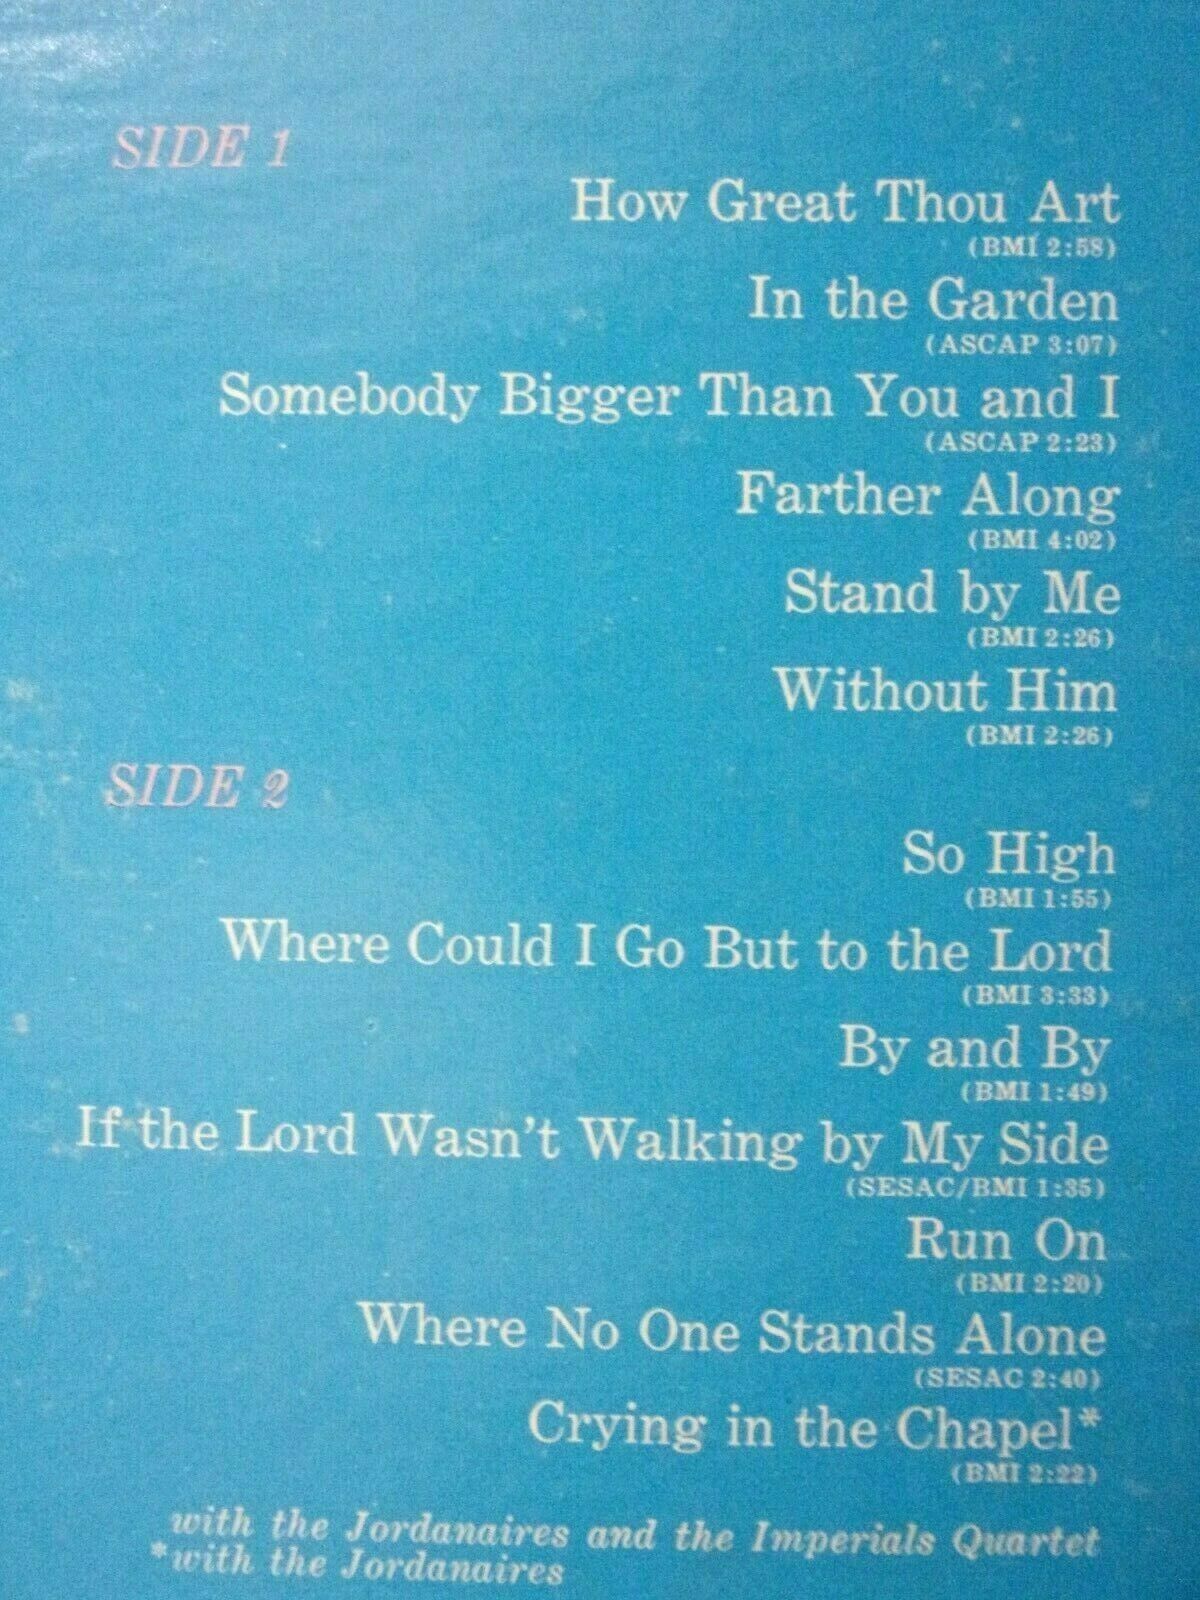 SIDE 1
How Great Thou Art
(BMI 2:58)
In the Garden
(ASCAP 3:07)
Somebody Bigger Than You and I
(ASCAP 2:23)
Farther Along
(BMI 4:02)
Stand by Me
(BMI 2:26)
Without Him
(BMI 2:26)
SIDE 2
So High
(BMI 1:55)
Where Could I Go But to the Lord
(BMI 3:33)
By and By
(BMI 1:49)
If the Lord Wasn't Walking by My Side
(SESAC/BMI 1:35)
Run On
(BMI 2:20)
Where No One Stands Alone
(SESAC 2:40)
Crying in the Chapel*
(BMI 2:22)
with the Jordanaires and the Imperials Quartet
*with the Jordanaires